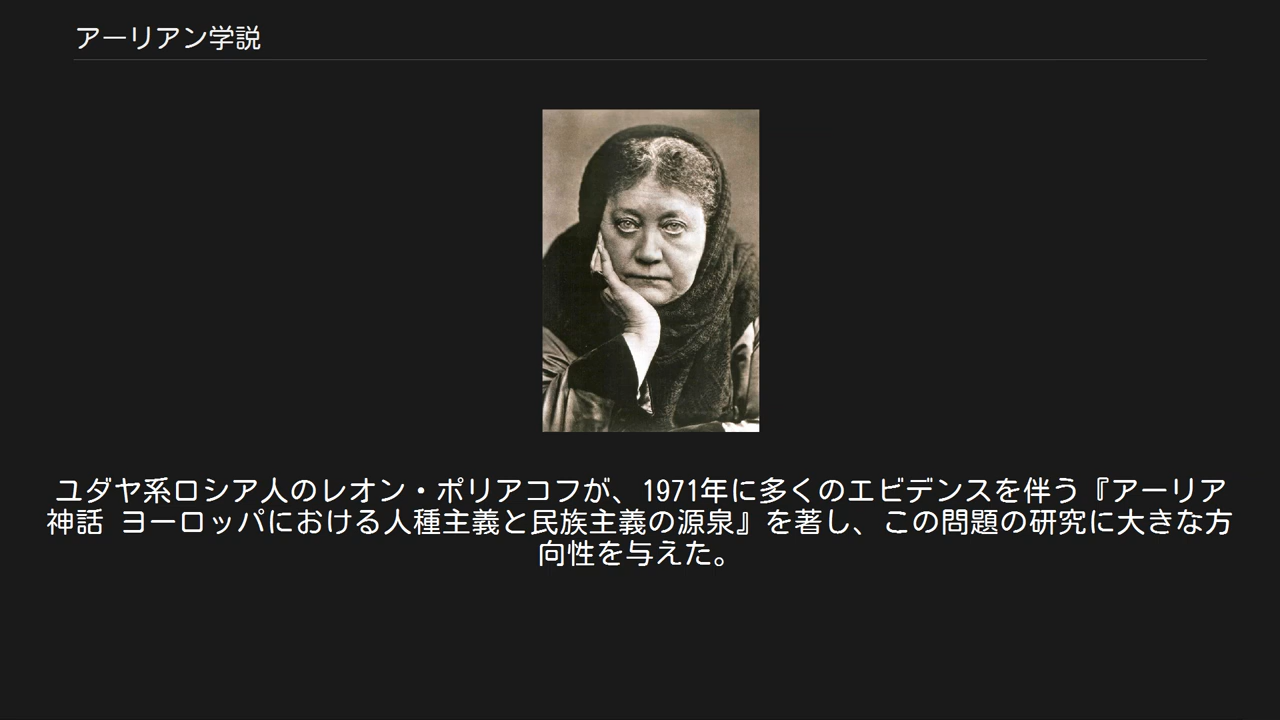 アーリアン学説
ユダヤ系ロシア人のレオン・ポリアコフが、1971年に多くのエビデンスを伴う『アーリア
神話 ヨーロッパにおける人種主義と民族主義の源泉』を著し、この問題の研究に大きな方
向性を与えた。